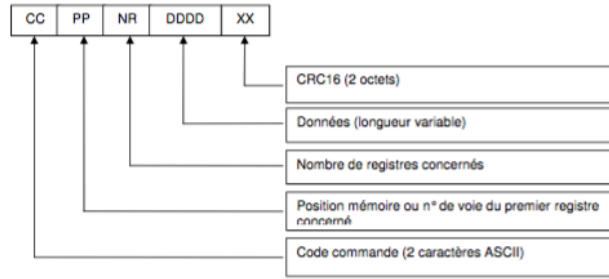 CC PP NR DDDD XX
CRC16 (2 octets)
Données (longueur variable)
Nombre de registres concernés
Position mémoire ou n° de voie du premier registre
concerné
Code commande (2 caractères ASCII)